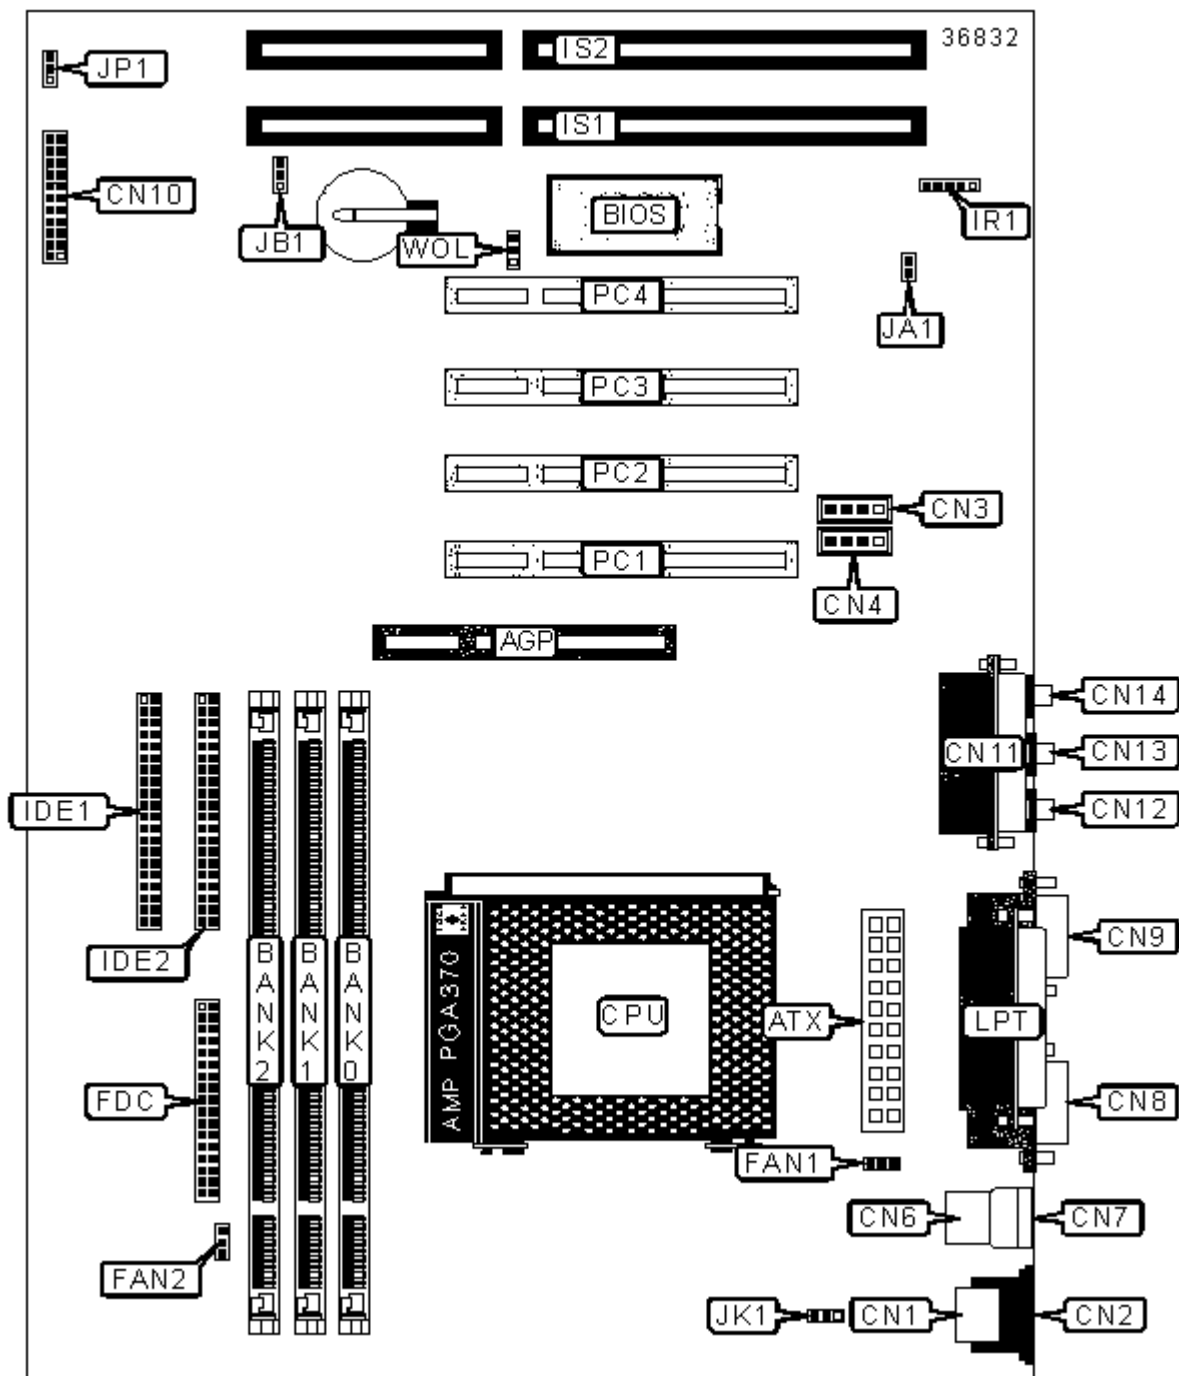 36832
IS2
JP1
IS1
CN10
BIOS
IR1
JB1
WOL
PC4
JA1
PC3
PC2
CN3
PC1
CN4
AGP
CN14
CN11
CN13
IDE1
CN12
IDE2
BANK2
BANK1
BANK0
AMP PGA370
CPU
ATX
CN9
LPT
FDC
CN8
FAN1
CN6
CN7
FAN2
JK1
CN1
CN2